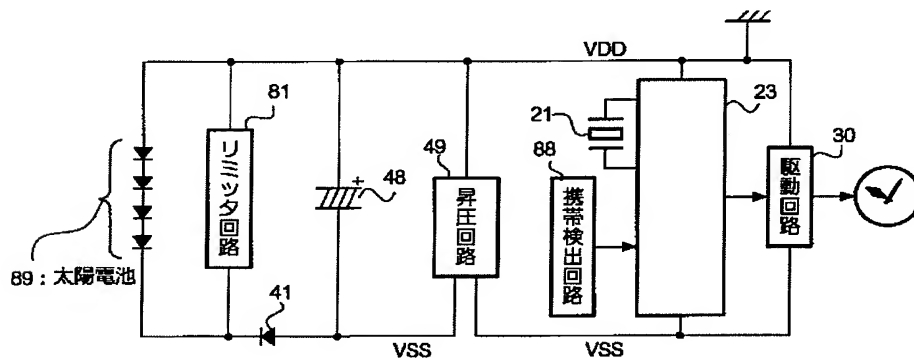 VDD
81
リミッタ回路
48
+
49
昇圧回路
21
88
携帯検出回路
23
30
駆動回路
89：太陽電池
41
VSS
VSS